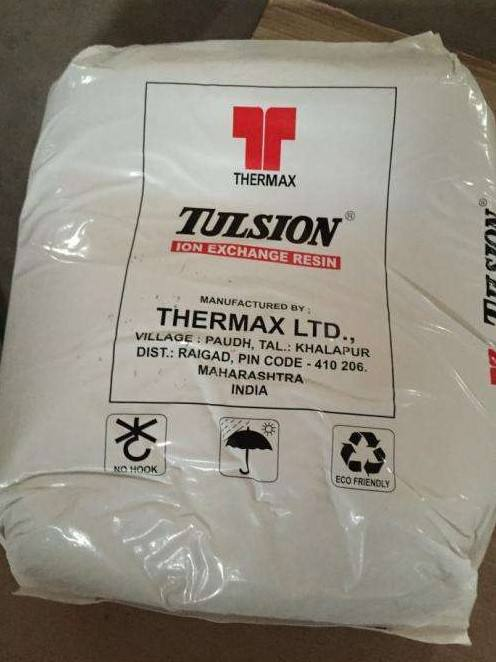 THERMAX
TULSION®
ION EXCHANGE RESIN
MANUFACTURED BY :
THERMAX LTD.,
VILLAGE : PAUDH, TAL.: KHALAPUR
DIST.: RAIGAD, PIN CODE - 410 206.
MAHARASHTRA
INDIA
NO HOOK
ECO FRIENDLY
TULSION®